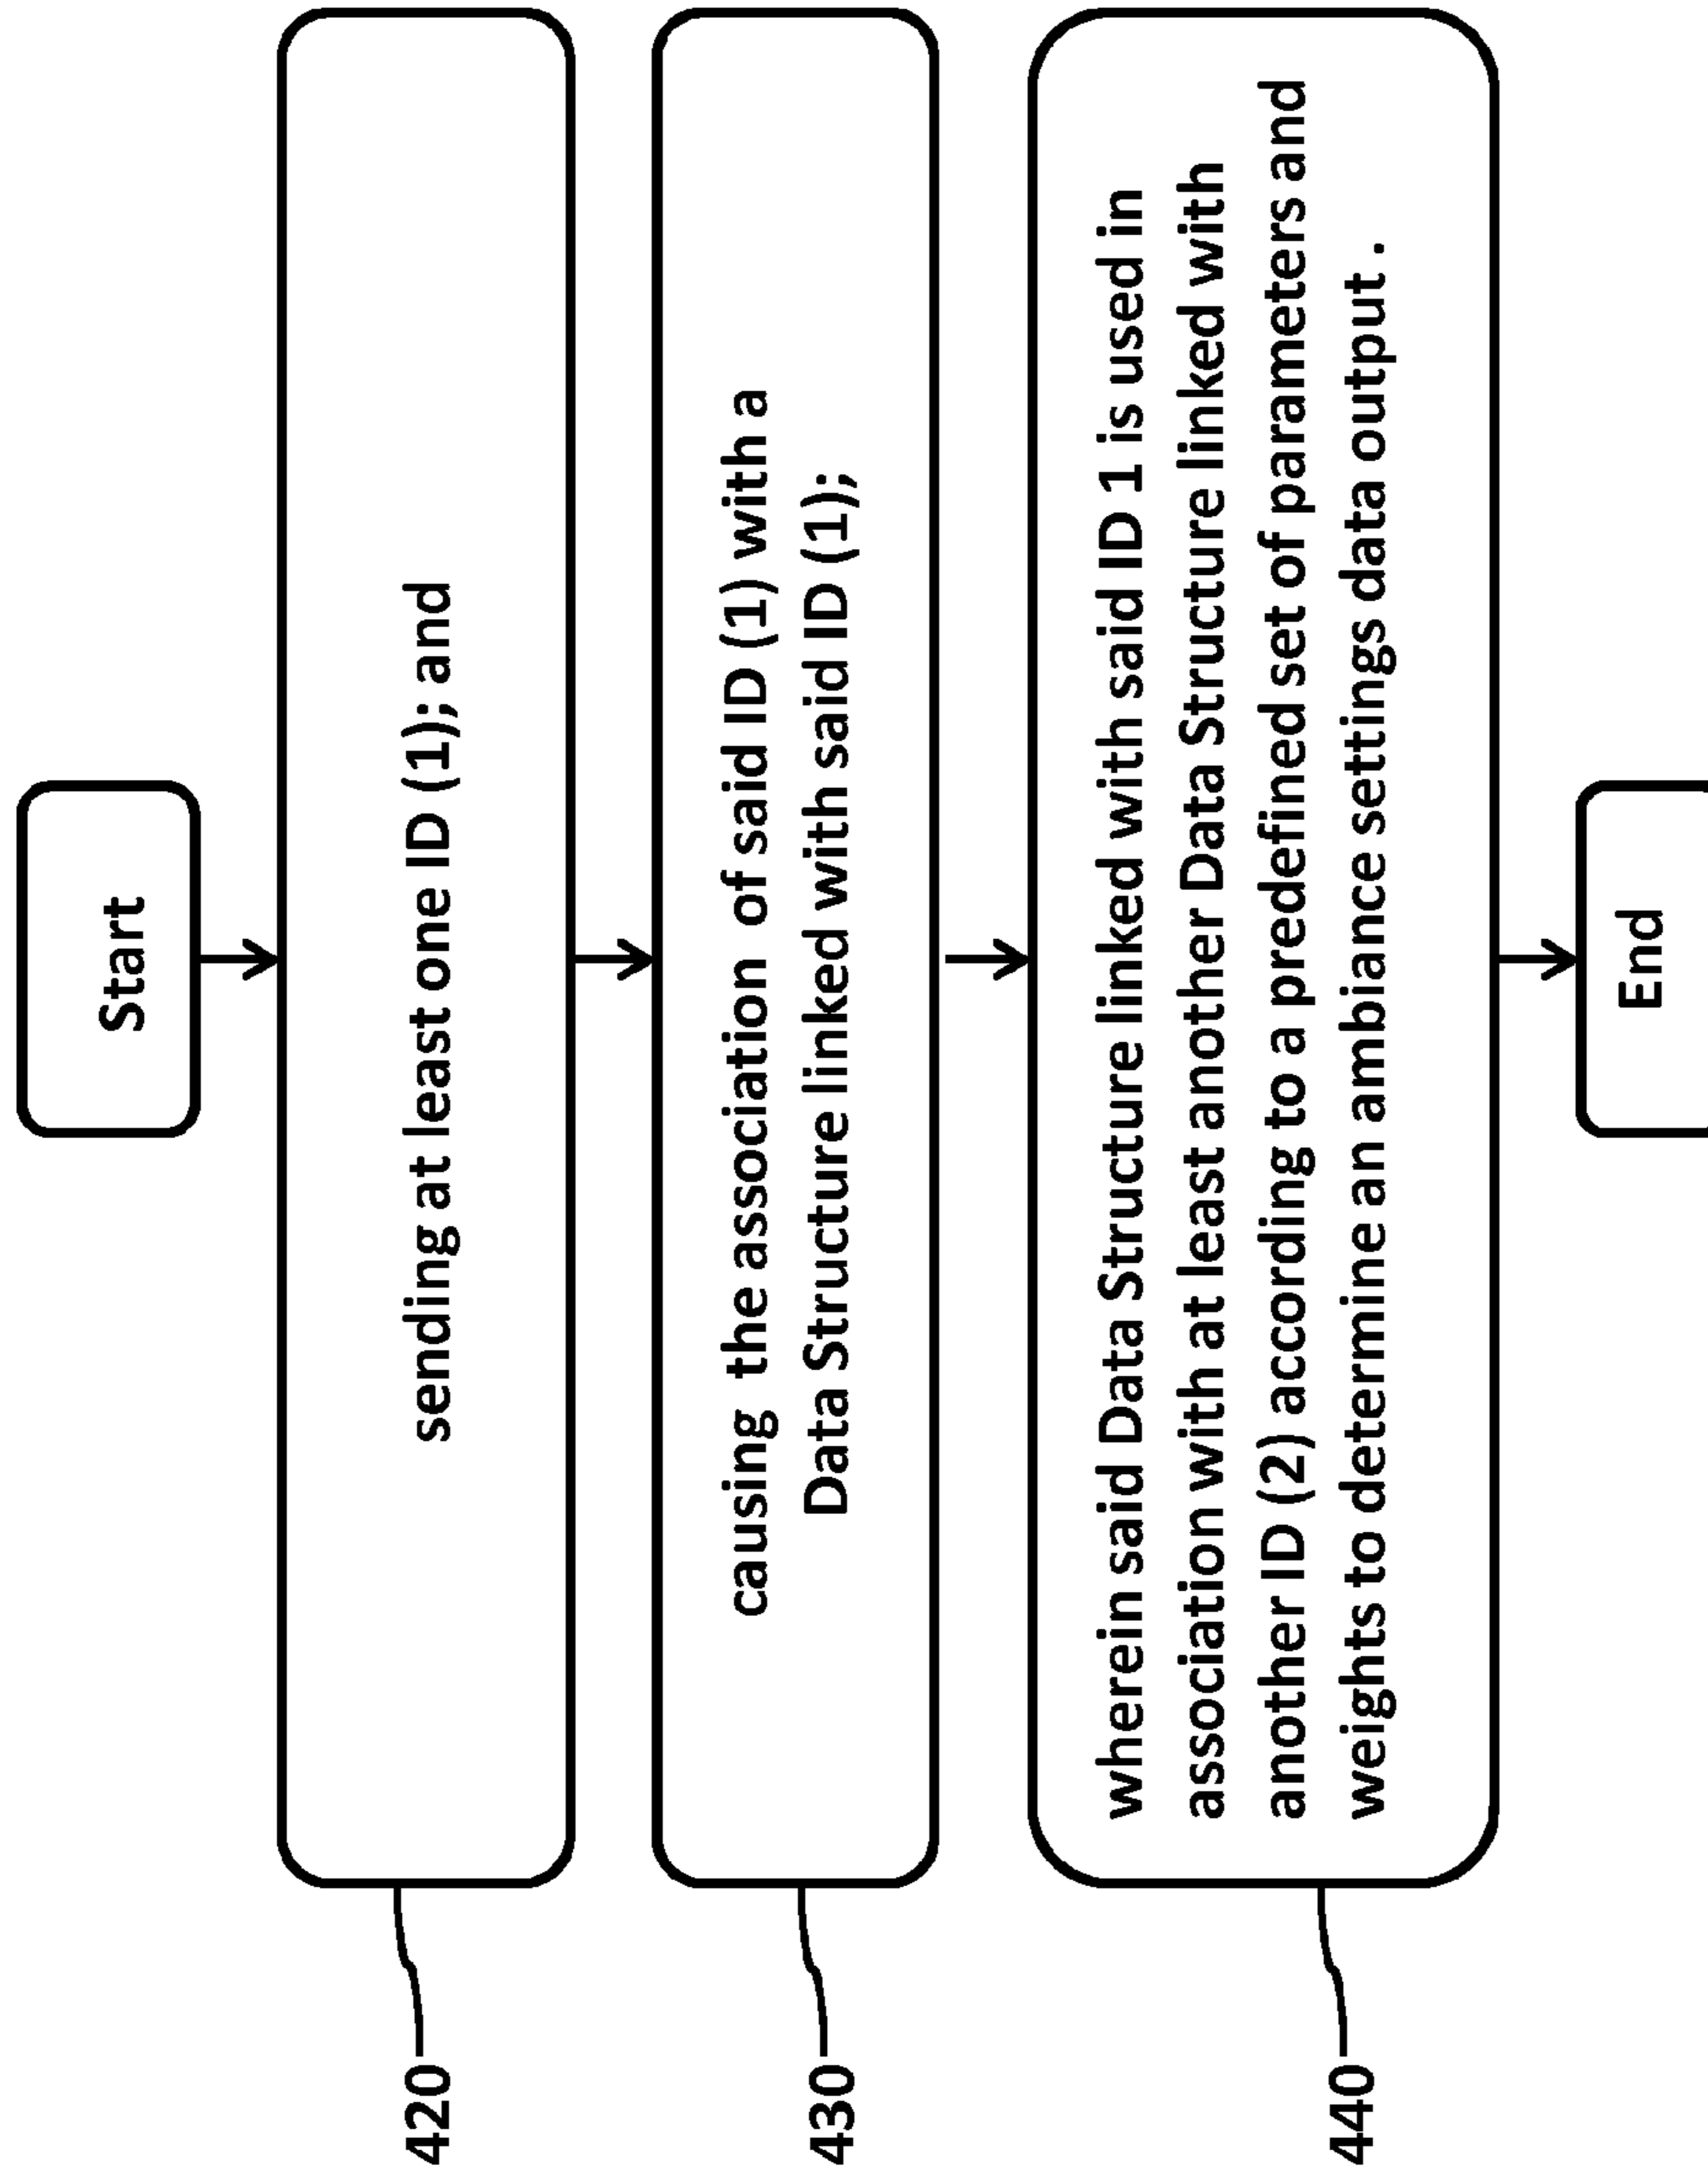 Start
420
sending at least one ID (1); and
430
causing the association of said ID (1) with a
Data Structure linked with said ID (1);
440
wherein said Data Structure linked with said ID 1 is used in
association with at least another Data Structure linked with
another ID (2) according to a predefined set of parameters and
weights to determine an ambiance settings data output .
End